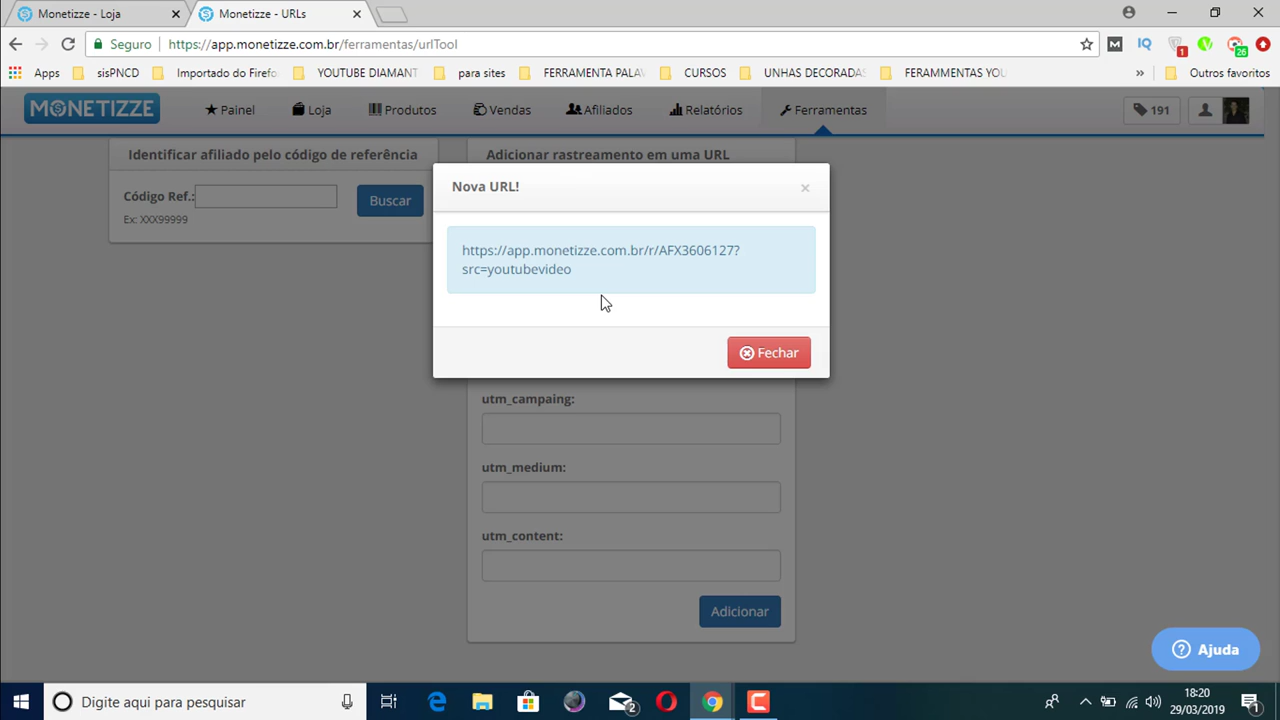 Monetizze - Loja
Monetizze - URLs
Seguro
https://app.monetizze.com.br/ferramentas/urlTool
1
26
Apps
sisPNCD
Importado do Firefo
YOUTUBE DIAMANT
para sites
FERRAMENTA PALAV
CURSOS
UNHAS DECORADAS
FERAMMENTAS YOU
»
Outros favoritos
MONETIZZE
Painel
Loja
Produtos
Vendas
Afiliados
Relatórios
Ferramentas
191
Identificar afiliado pelo código de referência
Código Ref.:
Buscar
Ex: XXX99999
Adicionar rastreamento em uma URL
Nova URL!
×
https://app.monetizze.com.br/r/AFX3606127?
src=youtubevideo
Fechar
utm_campaing:
utm_medium:
utm_content:
Adicionar
Ajuda
Digite aqui para pesquisar
2
18:20
29/03/2019
1